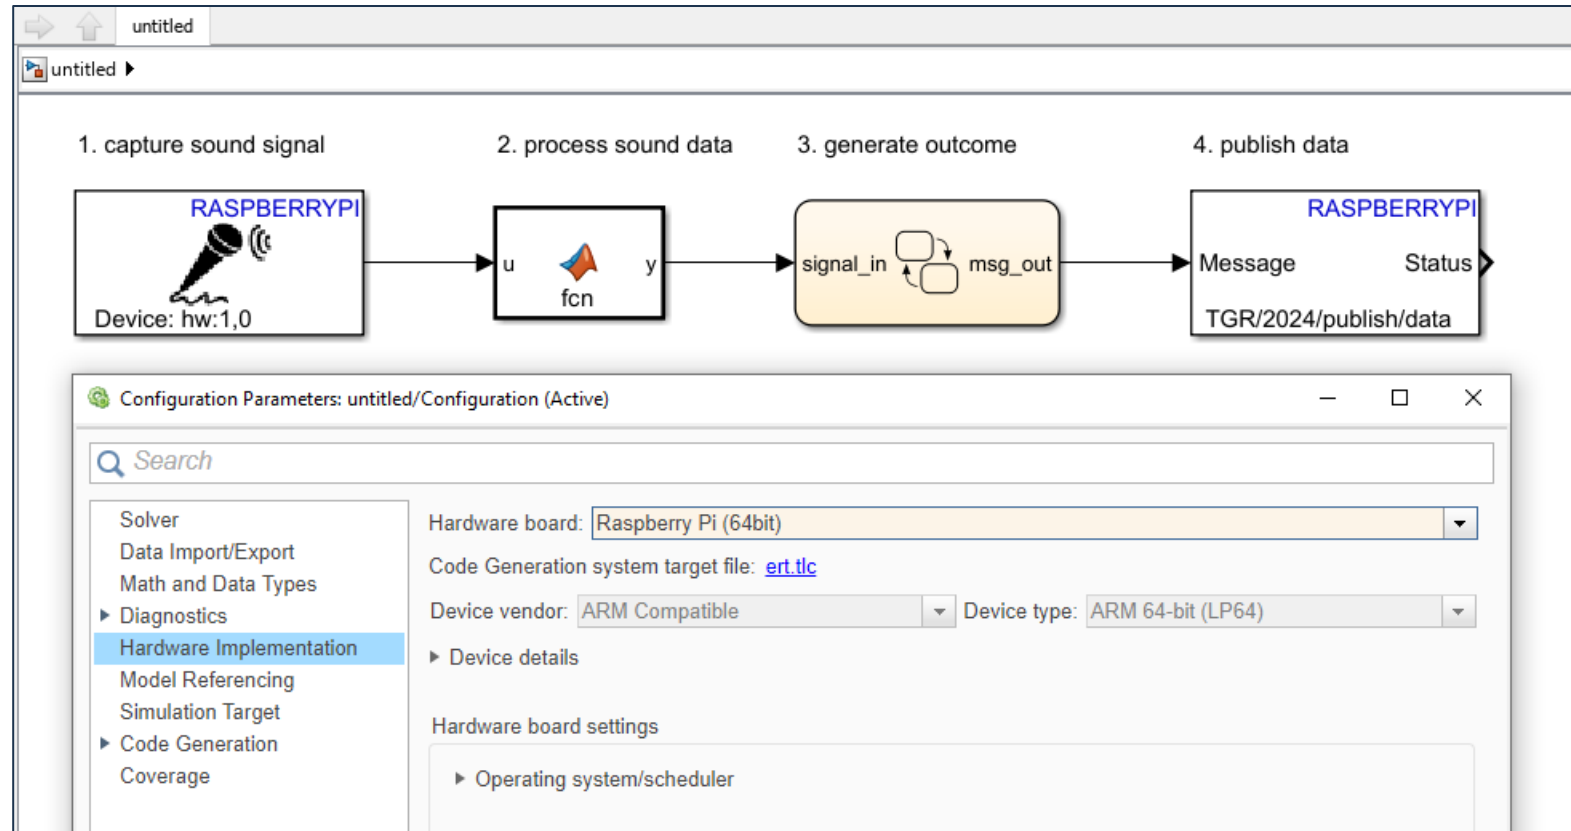 untitled
untitled
1. capture sound signal
2. process sound data
3. generate outcome
4. publish data
RASPBERRYPI
Device: hw:1,0
u
y
fcn
signal_in
msg_out
RASPBERRYPI
Message
Status
TGR/2024/publish/data
Configuration Parameters: untitled/Configuration (Active)
Search
Solver
Data Import/Export
Math and Data Types
Diagnostics
Hardware Implementation
Model Referencing
Simulation Target
Code Generation
Coverage
Hardware board: Raspberry Pi (64bit)
Code Generation system target file: ert.tlc
Device vendor: ARM Compatible Device type: ARM 64-bit (LP64)
Device details
Hardware board settings
Operating system/scheduler